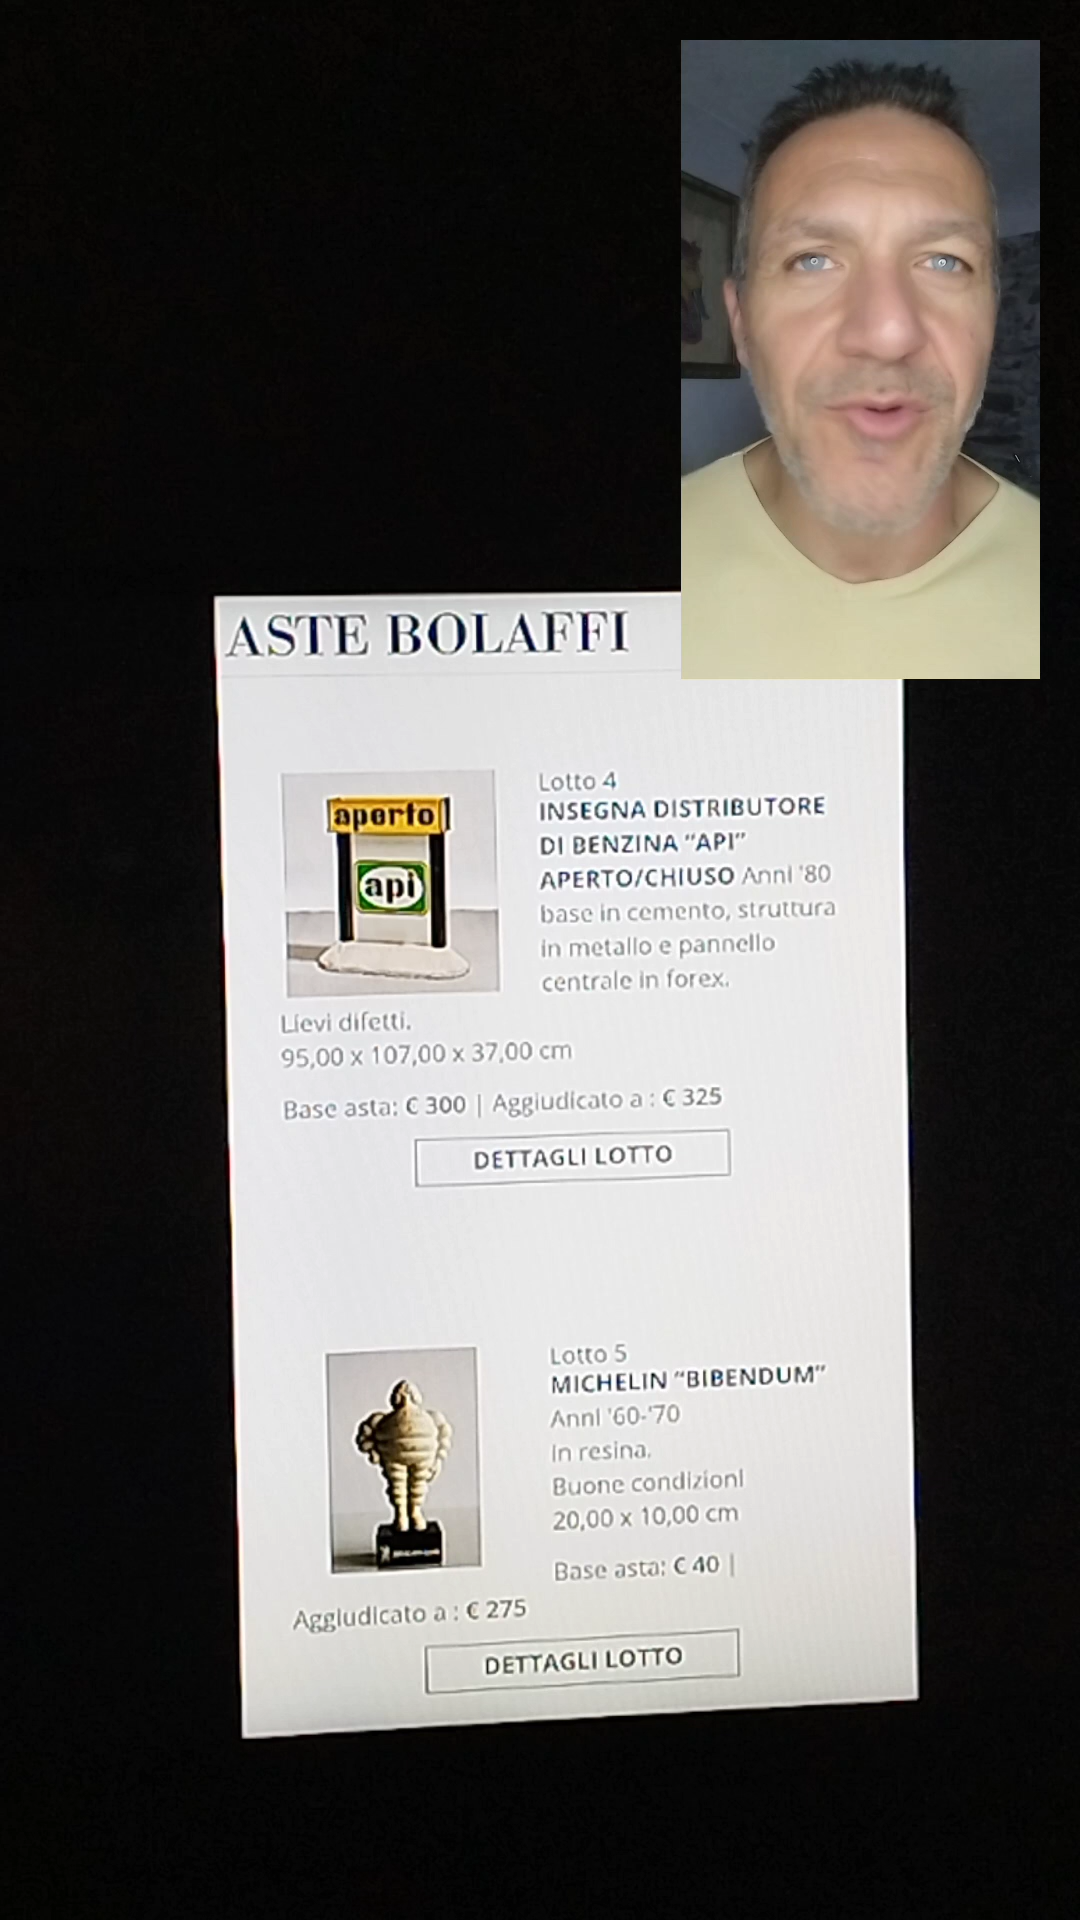 ASTE BOLAFFI
aperto
api
Lotto 4
INSEGNA DISTRIBUTORE
DI BENZINA “API”
APERTO/CHIUSO Anni '80
base in cemento, struttura
in metallo e pannello
centrale in forex.
Lievi difetti.
95,00 x 107,00 x 37,00 cm
Base asta: € 300 | Aggiudicato a : € 325
DETTAGLI LOTTO
Lotto 5
MICHELIN “BIBENDUM”
Anni '60-'70
In resina.
Buone condizioni
20,00 x 10,00 cm
Base asta: € 40 |
Aggiudicato a : € 275
DETTAGLI LOTTO